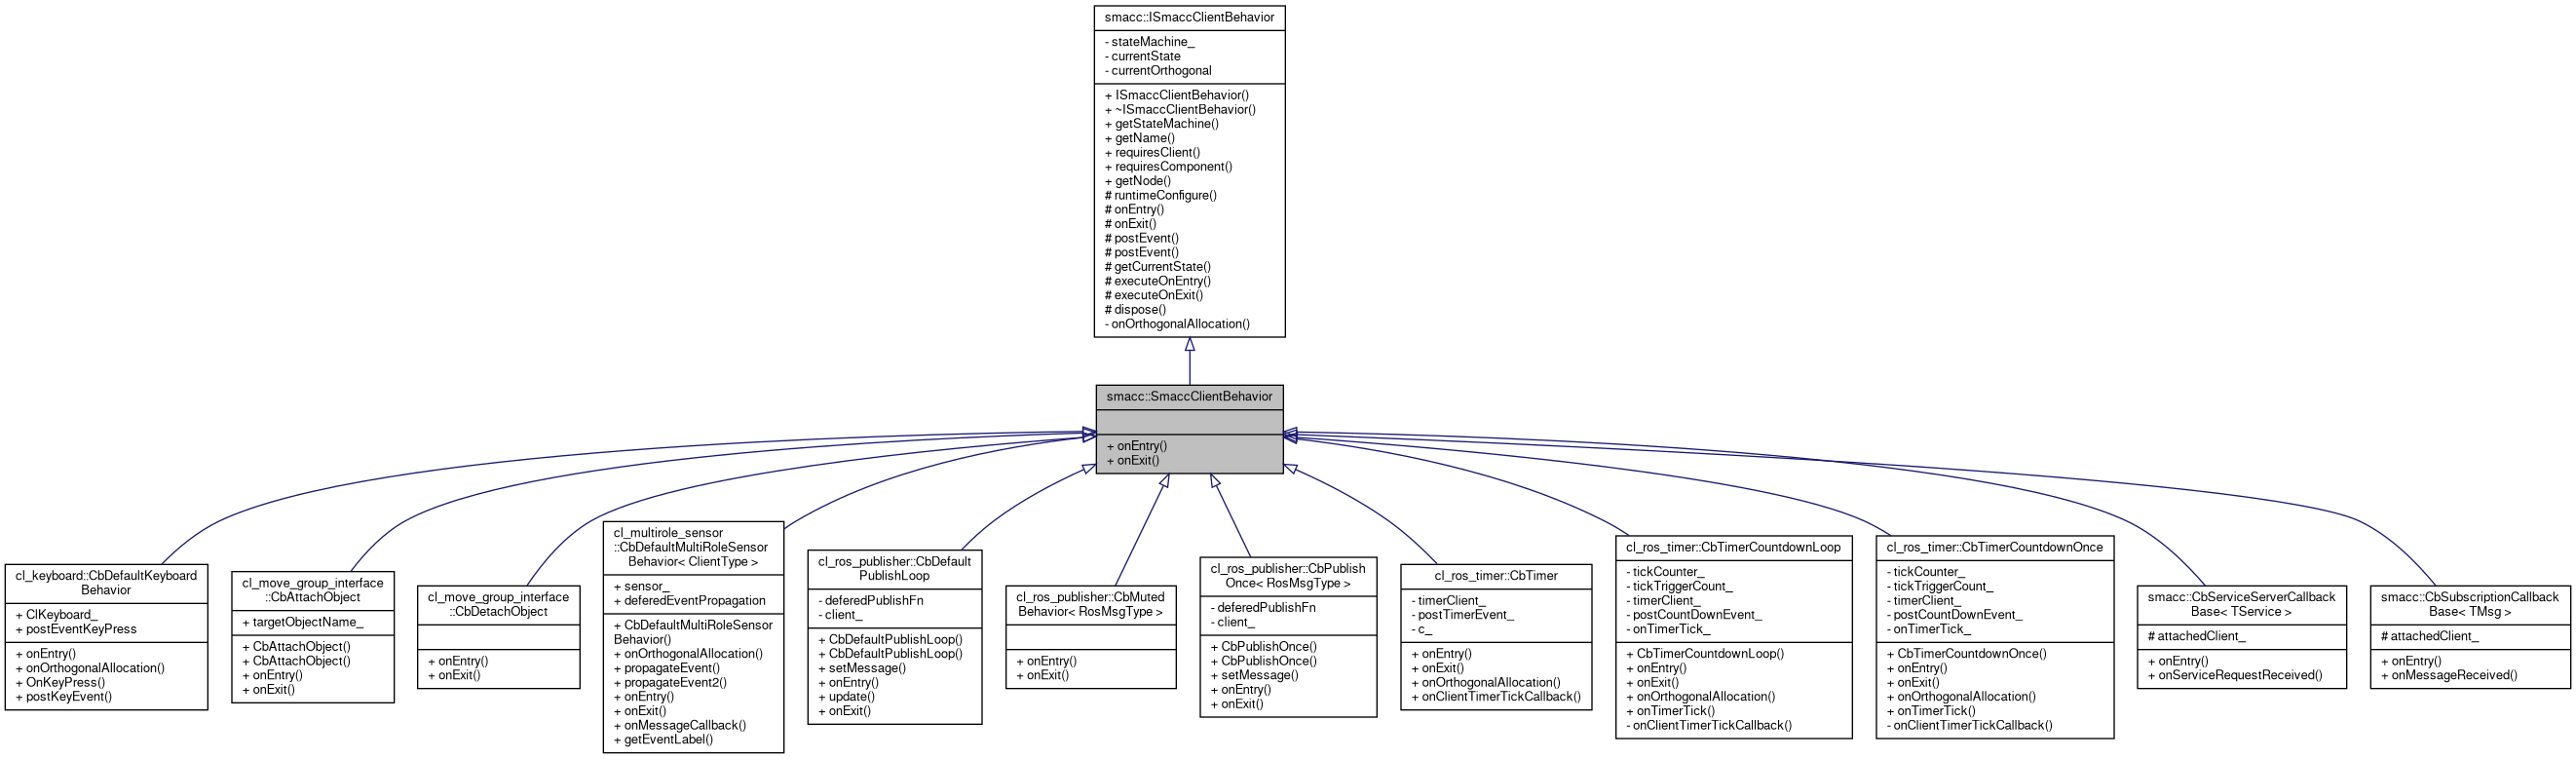 smacc::ISmaccClientBehavior
- stateMachine_
- currentState
- currentOrthogonal
+ ISmaccClientBehavior()
+ ~ISmaccClientBehavior()
+ getStateMachine()
+ getName()
+ requiresClient()
+ requiresComponent()
+ getNode()
# runtimeConfigure()
# onEntry()
# onExit()
# postEvent()
# postEvent()
# getCurrentState()
# executeOnEntry()
# executeOnExit()
# dispose()
- onOrthogonalAllocation()
smacc::SmaccClientBehavior
+ onEntry()
+ onExit()
cl_keyboard::CbDefaultKeyboard
Behavior
+ ClKeyboard_
+ postEventKeyPress
+ onEntry()
+ onOrthogonalAllocation()
+ OnKeyPress()
+ postKeyEvent()
cl_move_group_interface
::CbAttachObject
+ targetObjectName_
+ CbAttachObject()
+ CbAttachObject()
+ onEntry()
+ onExit()
cl_move_group_interface
::CbDetachObject
+ onEntry()
+ onExit()
cl_multirole_sensor
::CbDefaultMultiRoleSensor
Behavior< ClientType >
+ sensor_
+ deferedEventPropagation
+ CbDefaultMultiRoleSensor
Behavior()
+ onOrthogonalAllocation()
+ propagateEvent()
+ propagateEvent2()
+ onEntry()
+ onExit()
+ onMessageCallback()
+ getEventLabel()
cl_ros_publisher::CbDefault
PublishLoop
- deferedPublishFn
- client_
+ CbDefaultPublishLoop()
+ CbDefaultPublishLoop()
+ setMessage()
+ onEntry()
+ update()
+ onExit()
cl_ros_publisher::CbMuted
Behavior< RosMsgType >
+ onEntry()
+ onExit()
cl_ros_publisher::CbPublish
Once< RosMsgType >
- deferedPublishFn
- client_
+ CbPublishOnce()
+ CbPublishOnce()
+ setMessage()
+ onEntry()
+ onExit()
cl_ros_timer::CbTimer
- timerClient_
- postTimerEvent_
- c_
+ onEntry()
+ onExit()
+ onOrthogonalAllocation()
+ onClientTimerTickCallback()
cl_ros_timer::CbTimerCountdownLoop
- tickCounter_
- tickTriggerCount_
- timerClient_
- postCountDownEvent_
- onTimerTick_
+ CbTimerCountdownLoop()
+ onEntry()
+ onExit()
+ onOrthogonalAllocation()
+ onTimerTick()
- onClientTimerTickCallback()
cl_ros_timer::CbTimerCountdownOnce
- tickCounter_
- tickTriggerCount_
- timerClient_
- postCountDownEvent_
- onTimerTick_
+ CbTimerCountdownOnce()
+ onEntry()
+ onExit()
+ onOrthogonalAllocation()
+ onTimerTick()
- onClientTimerTickCallback()
smacc::CbServiceServerCallback
Base< TService >
# attachedClient_
+ onEntry()
+ onServiceRequestReceived()
smacc::CbSubscriptionCallback
Base< TMsg >
# attachedClient_
+ onEntry()
+ onMessageReceived()